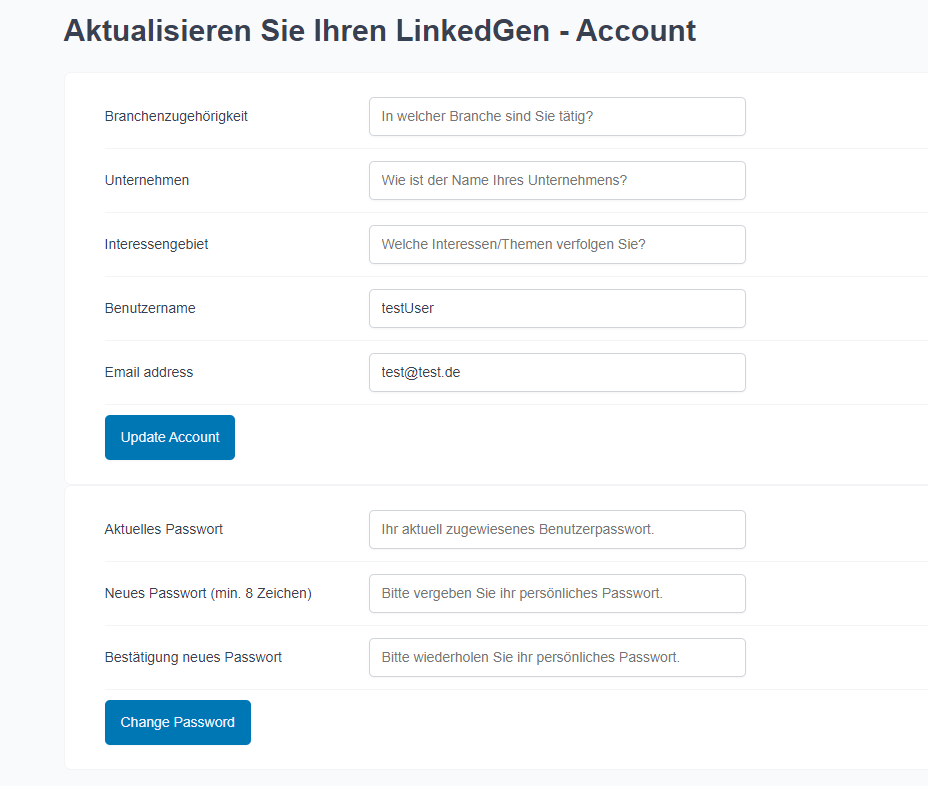 Aktualisieren Sie Ihren LinkedGen - Account
Branchenzugehörigkeit
In welcher Branche sind Sie tätig?
Unternehmen
Wie ist der Name Ihres Unternehmens?
Interessengebiet
Welche Interessen/Themen verfolgen Sie?
Benutzername
testUser
Email address
test@test.de
Update Account
Aktuelles Passwort
Ihr aktuell zugewiesenes Benutzerpasswort.
Neues Passwort (min. 8 Zeichen)
Bitte vergeben Sie ihr persönliches Passwort.
Bestätigung neues Passwort
Bitte wiederholen Sie ihr persönliches Passwort.
Change Password